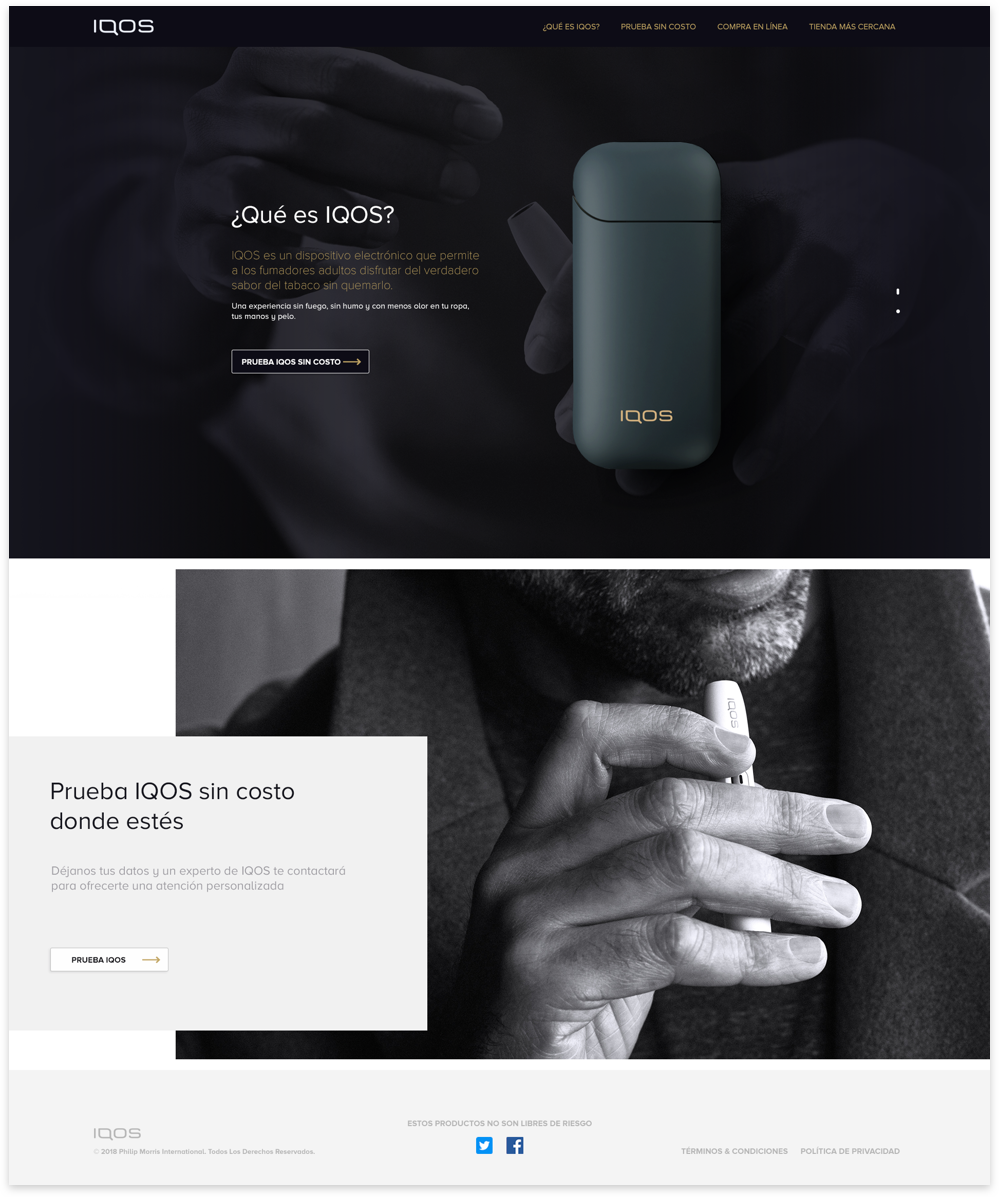 IQOS
¿QUÉ ES IQOS? PRUEBA SIN COSTO COMPRA EN LÍNEA TIENDA MÁS CERCANA
¿Qué es IQOS?
IQOS es un dispositivo electrónico que permite
a los fumadores adultos disfrutar del verdadero
sabor del tabaco sin quemarlo.
Una experiencia sin fuego, sin humo y con menos olor en tu ropa,
tus manos y pelo.
PRUEBA IQOS SIN COSTO
IQOS
IQOS
Prueba IQOS sin costo
donde estés
Déjanos tus datos y un experto de IQOS te contactará
para ofrecerte una atención personalizada
PRUEBA IQOS
ESTOS PRODUCTOS NO SON LIBRES DE RIESGO
IQOS
© 2018 Philip Morris International. Todos Los Derechos Reservados.
TÉRMINOS & CONDICIONES POLÍTICA DE PRIVACIDAD